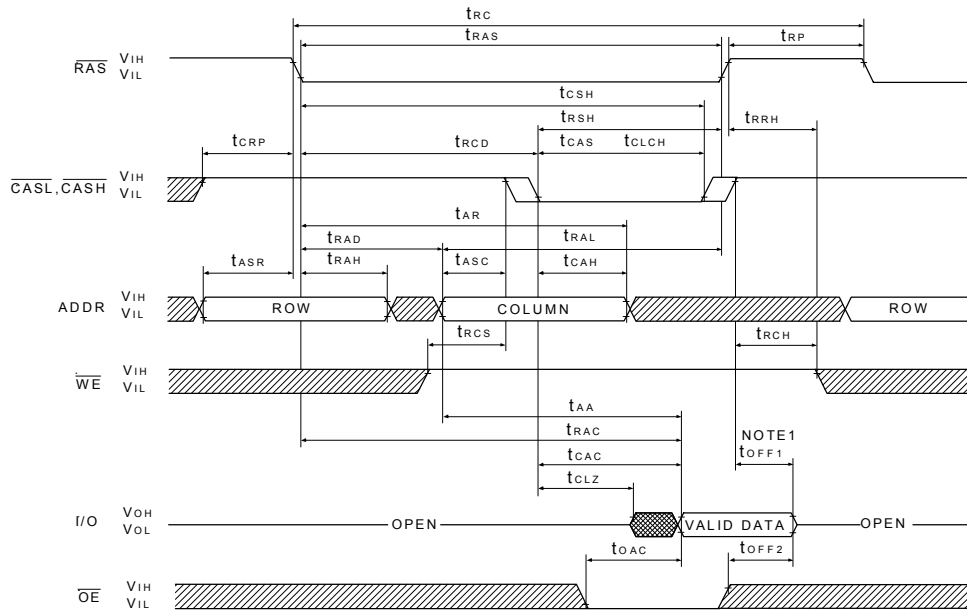 tRC
tRAS
tRP
RAS VIH
VIL
tCSH
tRSH
tRRH
tCRP
tRCD
tCAS
tCLCH
CASL,CASH VIH
VIL
tAR
tRAD
tRAL
tASR
tRAH
tASC
tCAH
ADDR VIH
VIL
ROW
COLUMN
ROW
tRCS
tRCH
WE VIH
VIL
tAA
tRAC
NOTE1
tCAC
tOFF1
tCLZ
I/O VOH
VOL
OPEN
VALID DATA
OPEN
tOAC
tOFF2
OE VIH
VIL